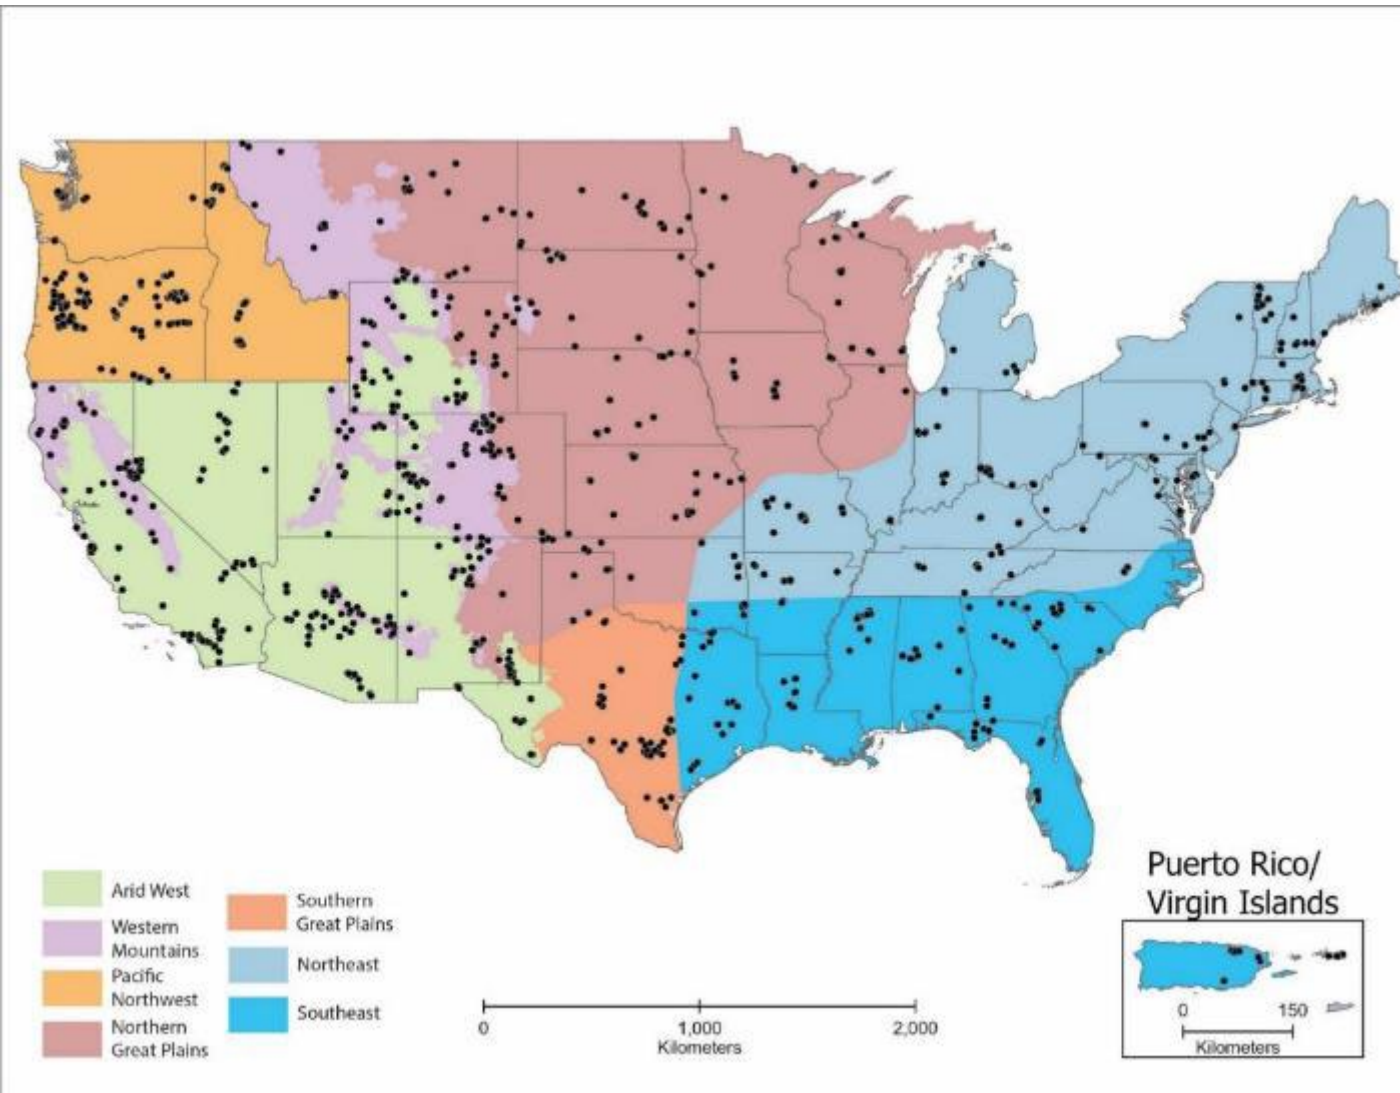 Puerto Rico/
Virgin Islands
Arid West
Western
Mountains
Pacific
Northwest
Northern
Great Plains
Southern
Great Plains
Northeast
Southeast
0 1,000 2,000
Kilometers
0 150
Kilometers